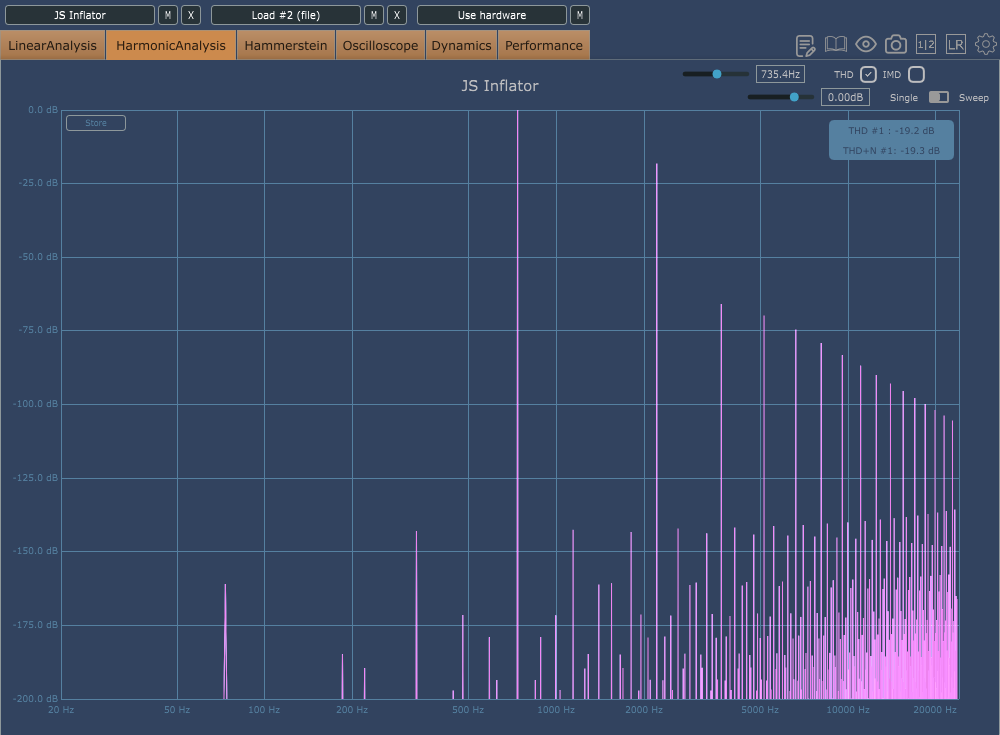 JS Inflator M X Load #2 (file) M X Use hardware M
LinearAnalysis HarmonicAnalysis Hammerstein Oscilloscope Dynamics Performance 1|2 LR
735.4Hz THD IMD
JS Inflator
0.00dB Single Sweep
0.0 dB
Store
THD #1 : -19.2 dB
THD+N #1: -19.3 dB
-25.0 dB
-50.0 dB
-75.0 dB
-100.0 dB
-125.0 dB
-150.0 dB
-175.0 dB
-200.0 dB
20 Hz 50 Hz 100 Hz 200 Hz 500 Hz 1000 Hz 2000 Hz 5000 Hz 10000 Hz 20000 Hz